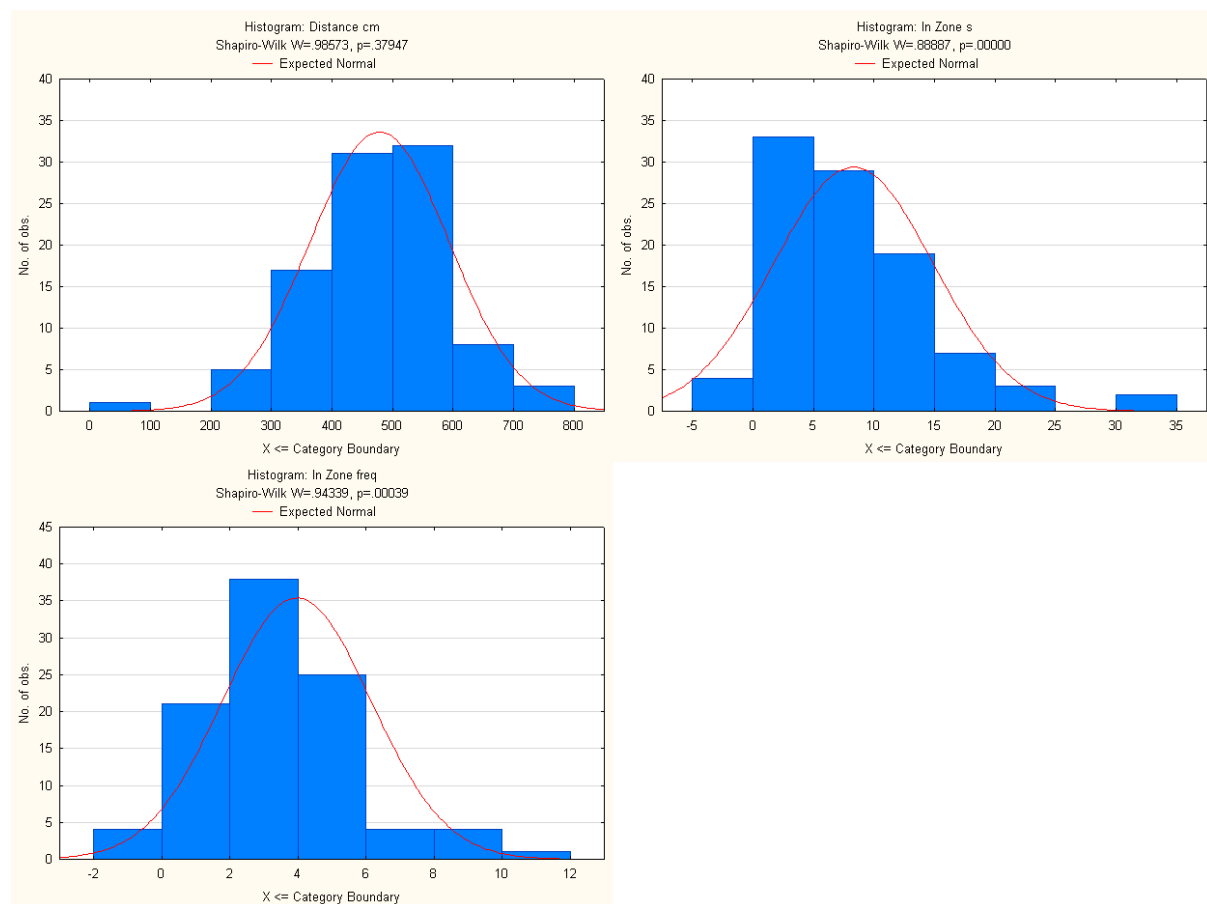 Histogram: Distance cm
Shapiro-Wilk W=.98573, p=.37947
Expected Normal
40
35
30
25
20
15
10
5
0
No. of obs.
0 100 200 300 400 500 600 700 800
X <= Category Boundary
Histogram: In Zone s
Shapiro-Wilk W=.88887, p=.00000
Expected Normal
40
35
30
25
20
15
10
5
0
No. of obs.
-5 0 5 10 15 20 25 30 35
X <= Category Boundary
Histogram: In Zone freq
Shapiro-Wilk W=.94339, p=.00039
Expected Normal
45
40
35
30
25
20
15
10
5
0
No. of obs.
-2 0 2 4 6 8 10 12
X <= Category Boundary